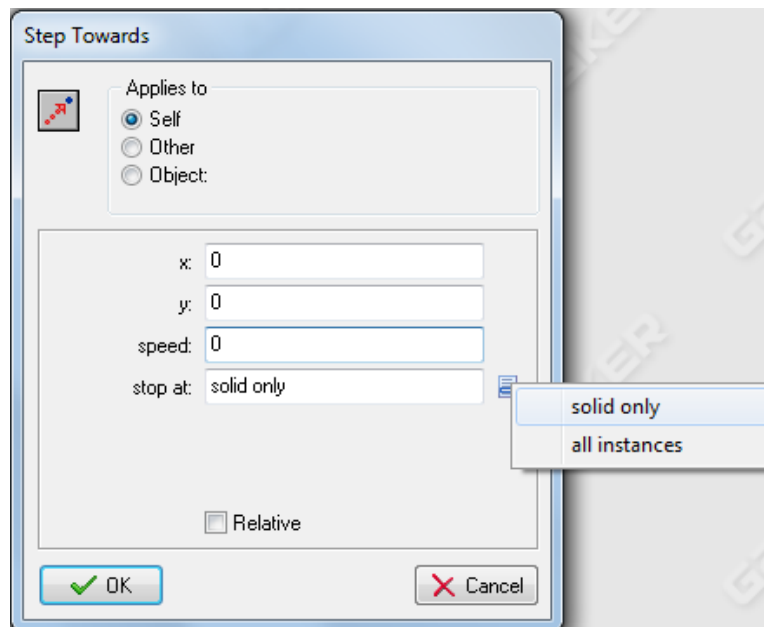 Step Towards
Applies to
Self
Other
Object:
x: 0
y: 0
speed: 0
stop at: solid only
solid only
all instances
Relative
OK
Cancel